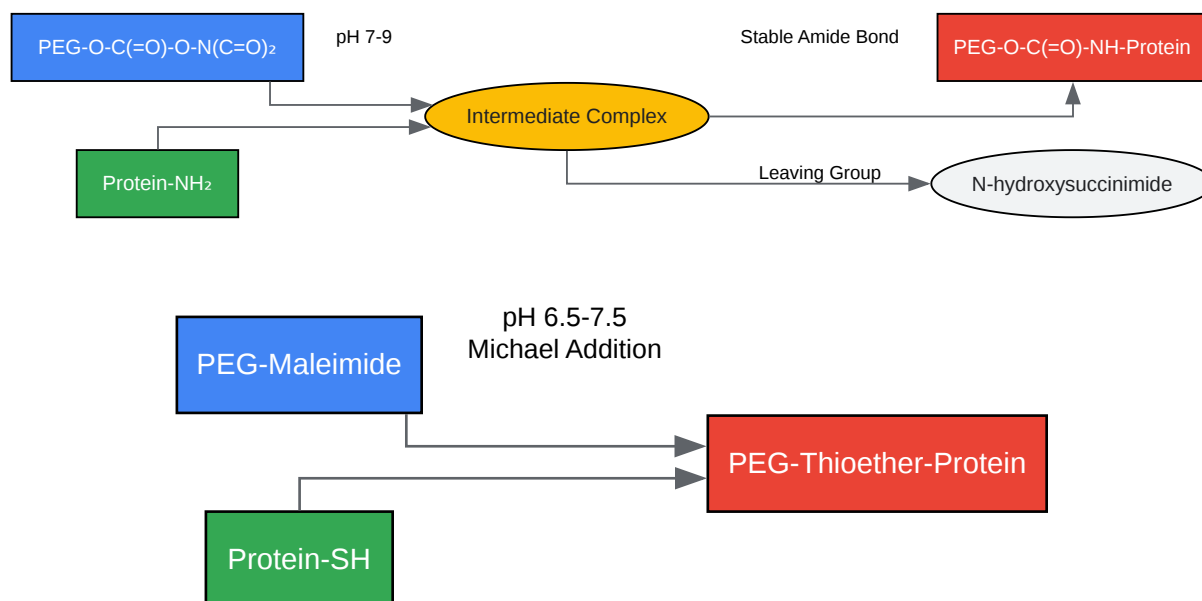 PEG-O-C(=O)-O-N(C=O)₂
pH 7-9
Stable Amide Bond
PEG-O-C(=O)-NH-Protein
Intermediate Complex
Protein-NH₂
Leaving Group
N-hydroxysuccinimide
pH 6.5-7.5
Michael Addition
PEG-Maleimide
PEG-Thioether-Protein
Protein-SH